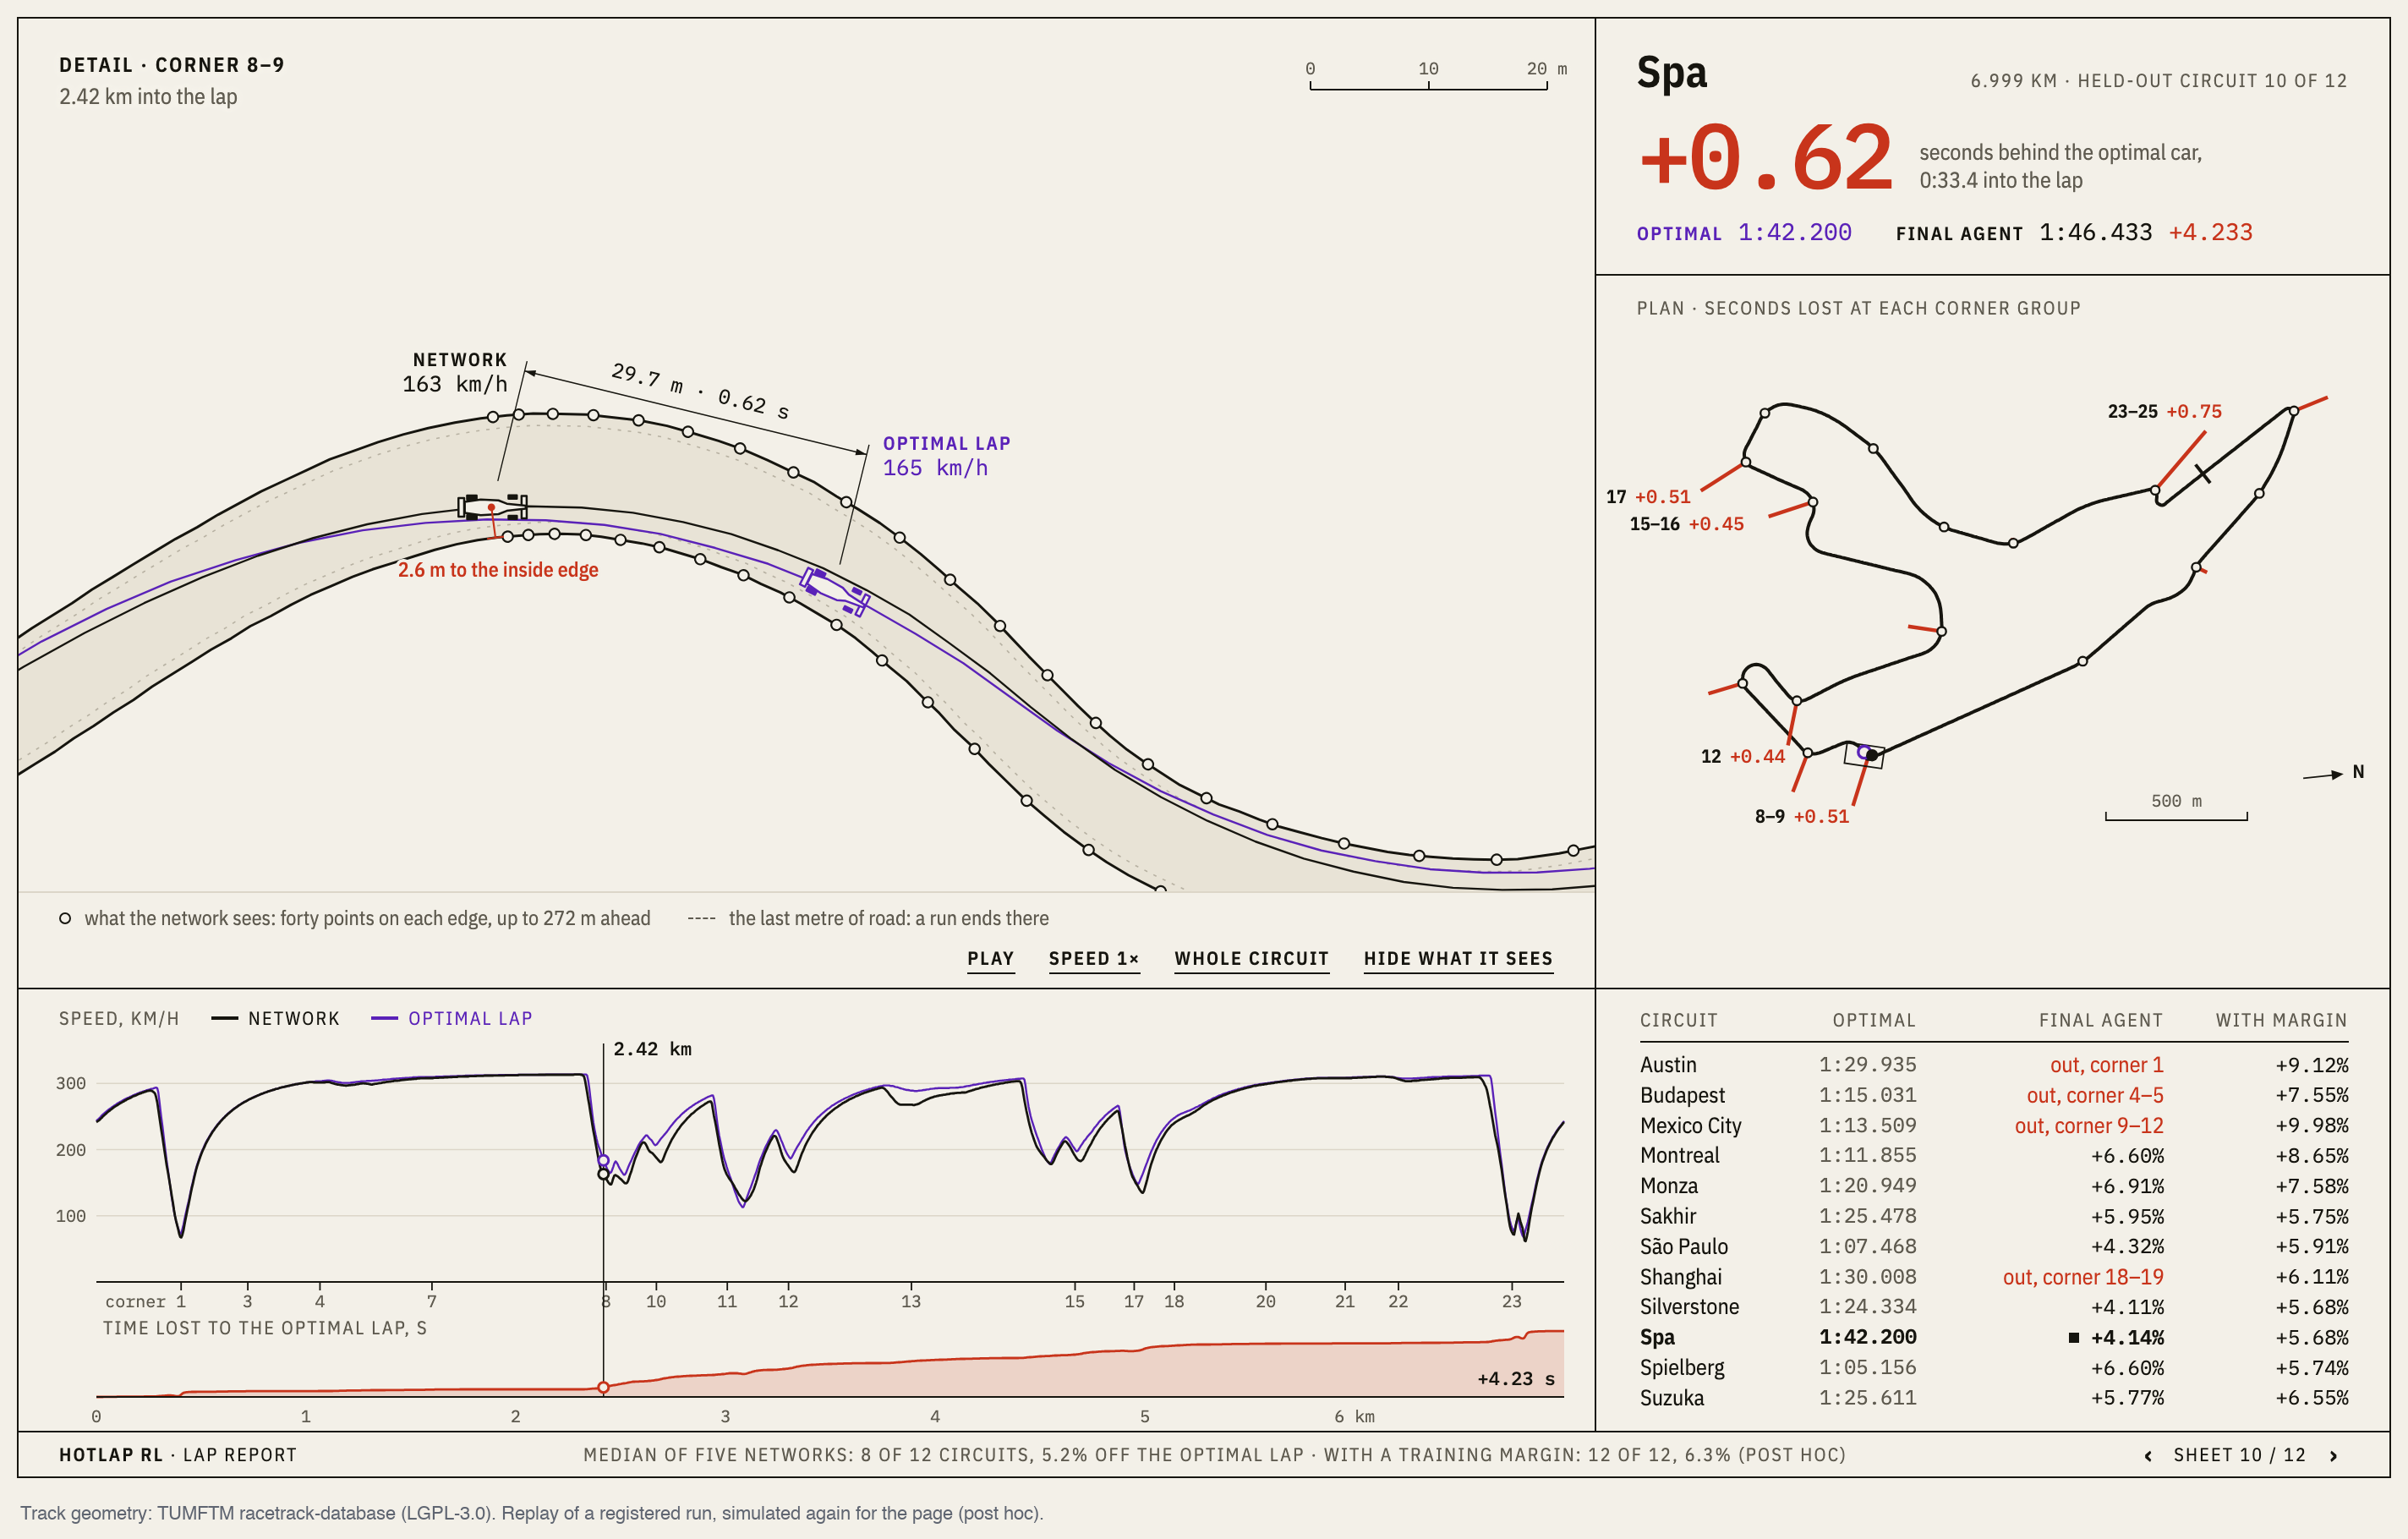 DETAIL · CORNER 8–9
2.42 km into the lap
0 10 20 m
NETWORK
163 km/h
29.7 m · 0.62 s
OPTIMAL LAP
165 km/h
2.6 m to the inside edge
what the network sees: forty points on each edge, up to 272 m ahead
the last metre of road: a run ends there
PLAY SPEED 1× WHOLE CIRCUIT HIDE WHAT IT SEES
Spa
6.999 KM · HELD-OUT CIRCUIT 10 OF 12
+0.62
seconds behind the optimal car,
0:33.4 into the lap
OPTIMAL 1:42.200 FINAL AGENT 1:46.433 +4.233
PLAN · SECONDS LOST AT EACH CORNER GROUP
23–25 +0.75
17 +0.51
15–16 +0.45
12 +0.44
8–9 +0.51
N
500 m
SPEED, KM/H NETWORK OPTIMAL LAP
2.42 km
300
200
100
corner 1 3 4 7 8 10 11 12 13 15 17 18 20 21 22 23
TIME LOST TO THE OPTIMAL LAP, S
+4.23 s
0 1 2 3 4 5 6 km
CIRCUIT OPTIMAL FINAL AGENT WITH MARGIN
Austin 1:29.935 out, corner 1 +9.12%
Budapest 1:15.031 out, corner 4–5 +7.55%
Mexico City 1:13.509 out, corner 9–12 +9.98%
Montreal 1:11.855 +6.60% +8.65%
Monza 1:20.949 +6.91% +7.58%
Sakhir 1:25.478 +5.95% +5.75%
São Paulo 1:07.468 +4.32% +5.91%
Shanghai 1:30.008 out, corner 18–19 +6.11%
Silverstone 1:24.334 +4.11% +5.68%
Spa 1:42.200 ■ +4.14% +5.68%
Spielberg 1:05.156 +6.60% +5.74%
Suzuka 1:25.611 +5.77% +6.55%
HOTLAP RL · LAP REPORT
MEDIAN OF FIVE NETWORKS: 8 OF 12 CIRCUITS, 5.2% OFF THE OPTIMAL LAP · WITH A TRAINING MARGIN: 12 OF 12, 6.3% (POST HOC)
‹ SHEET 10 / 12 ›
Track geometry: TUMFTM racetrack-database (LGPL-3.0). Replay of a registered run, simulated again for the page (post hoc).